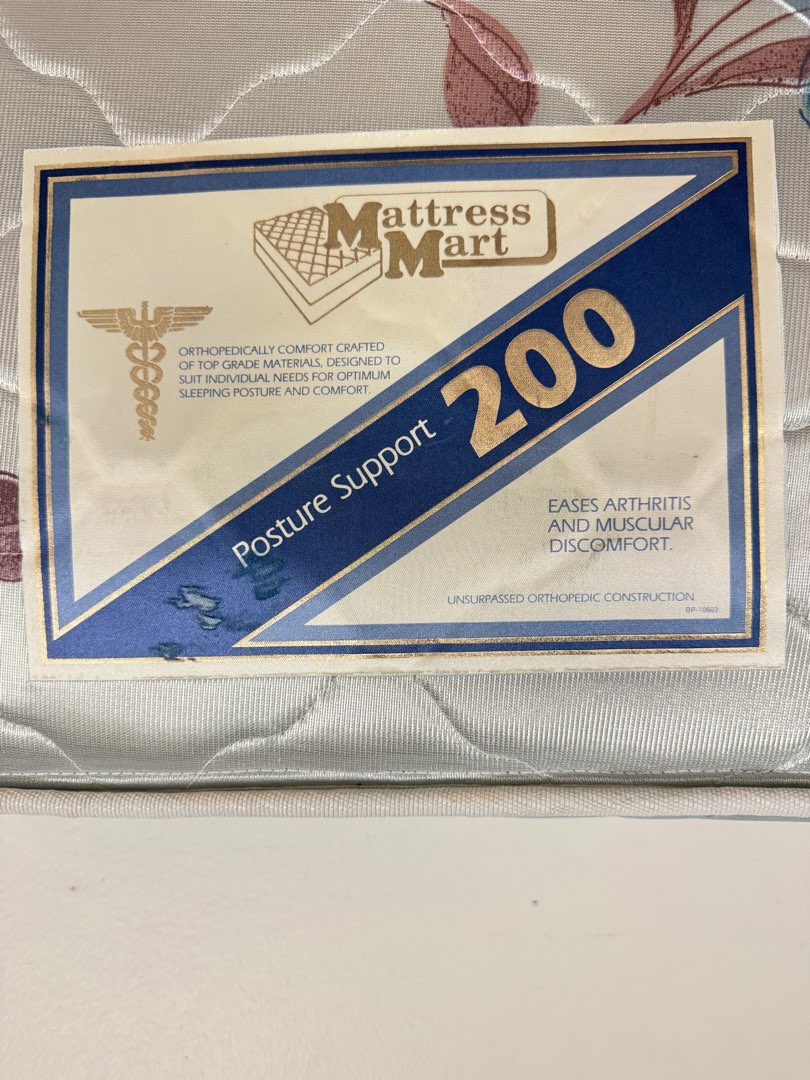 Mattress
Mart
ORTHOPEDICALLY COMFORT CRAFTED
OF TOP GRADE MATERIALS, DESIGNED TO
SUIT INDIVIDUAL NEEDS FOR OPTIMUM
SLEEPING POSTURE AND COMFORT.
Posture Support 200
EASES ARTHRITIS
AND MUSCULAR
DISCOMFORT.
UNSURPASSED ORTHOPEDIC CONSTRUCTION
BP-10603